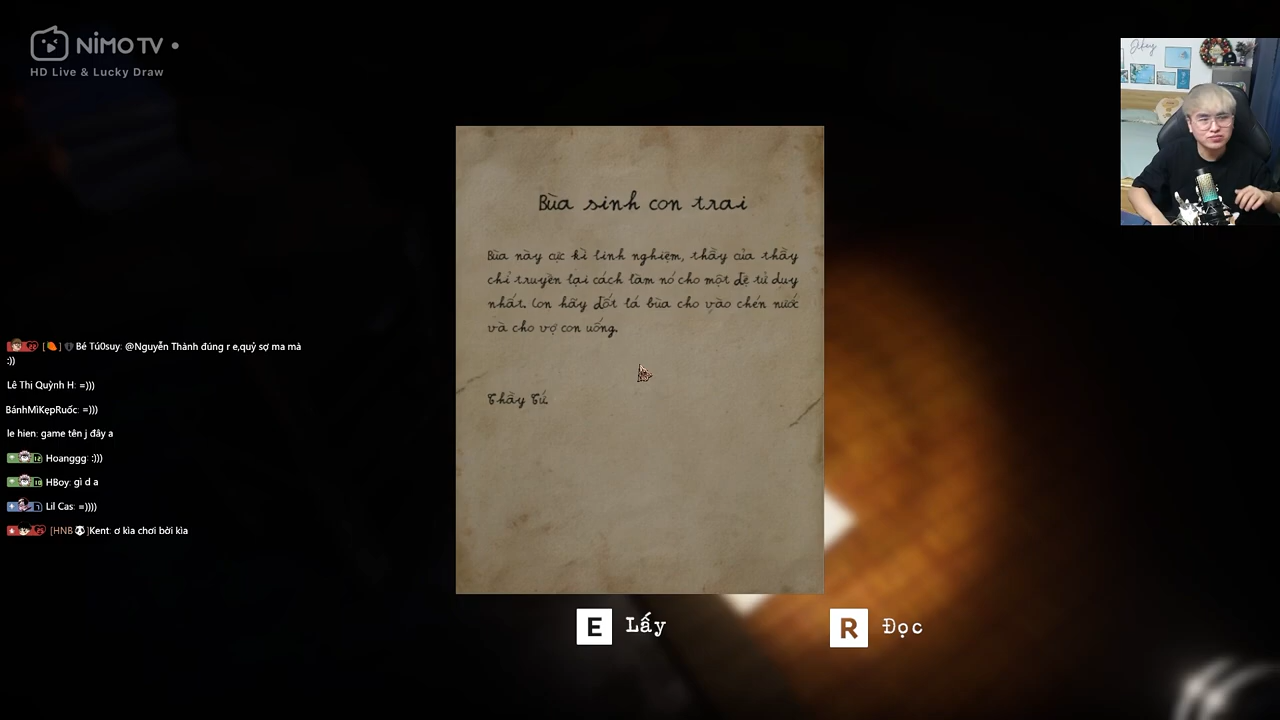 NIMO TV
HD Live & Lucky Draw
Bùa sinh con trai
Bùa này cực kì linh nghiệm, thầy của thầy
chỉ truyền lại cách làm nó cho một đệ tử duy
nhất. Con hãy đốt lá bùa cho vào chén nước
và cho vợ con uống.
Thầy Tú
Bé Tú0suy: @Nguyễn Thành đúng r e,quỷ sợ ma mà
:))
Lê Thị Quỳnh H: =)))
BánhMìKẹpRuốc: =)))
le hien: game tên j đây a
Hoanggg: :)))
HBoy: gì d a
Lil Cas: =))))
[HNB🐼]Kent: ơ kìa chơi bời kìa
E Lấy
R Đọc